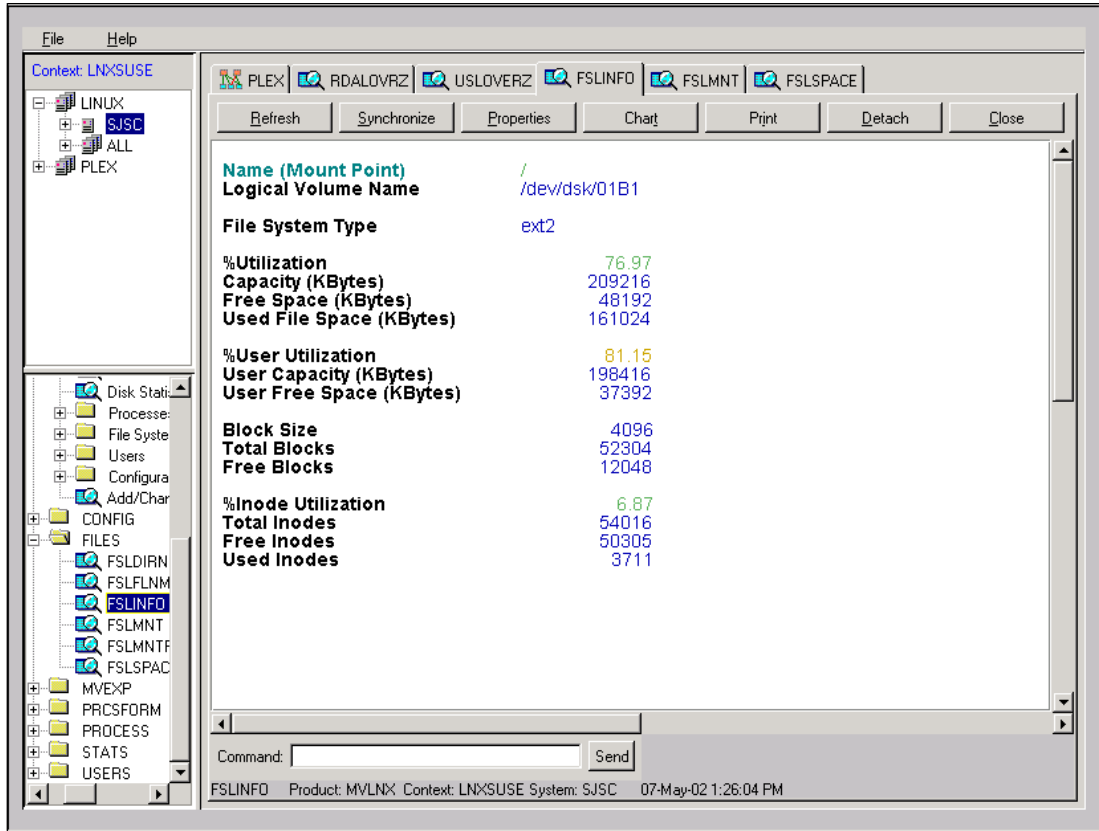 File Help
Context: LNXSUSE
LINUX
SJSC
ALL
PLEX
Disk Statis
Processes
File Syste
Users
Configura
Add/Char
CONFIG
FILES
FSLDIRN
FSLFLNM
FSLINFO
FSLMNT
FSLMNTF
FSLSPAC
MVEXP
PRCSFORM
PROCESS
STATS
USERS
PLEX RDALOVRZ USLOVERZ FSLINFO FSLMNT FSLSPACE
Refresh Synchronize Properties Chart Print Detach Close
Name (Mount Point) /
Logical Volume Name /dev/dsk/01B1
File System Type ext2
%Utilization 76.97
Capacity (KBytes) 209216
Free Space (KBytes) 48192
Used File Space (KBytes) 161024
%User Utilization 81.15
User Capacity (KBytes) 198416
User Free Space (KBytes) 37392
Block Size 4096
Total Blocks 52304
Free Blocks 12048
%Inode Utilization 6.87
Total Inodes 54016
Free Inodes 50305
Used Inodes 3711
Command: Send
FSLINFO Product: MVLNX Context: LNXSUSE System: SJSC 07-May-02 1:26:04 PM